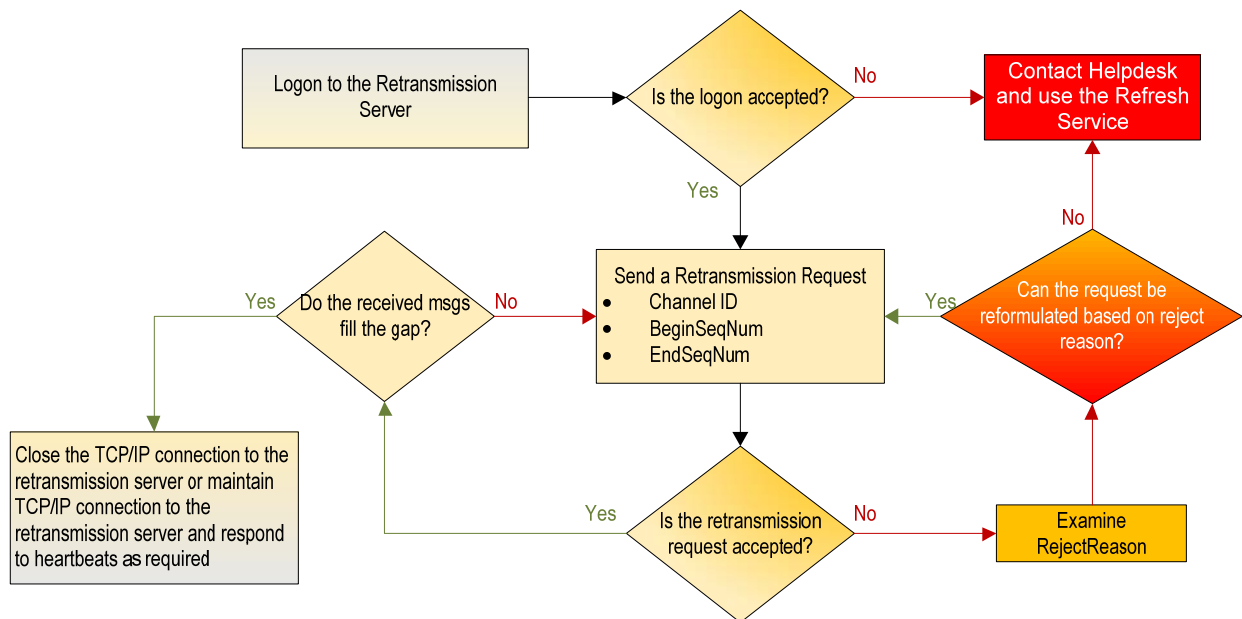 Logon to the Retransmission
Server
Is the logon accepted?
No
Contact Helpdesk
and use the Refresh
Service
Yes
No
Send a Retransmission Request
• Channel ID
• BeginSeqNum
• EndSeqNum
Yes
Do the received msgs
fill the gap?
No
Yes
Can the request be
reformulated based on reject
reason?
Close the TCP/IP connection to the
retransmission server or maintain
TCP/IP connection to the
retransmission server and respond
to heartbeats as required
Yes
Is the retransmission
request accepted?
No
Examine
RejectReason